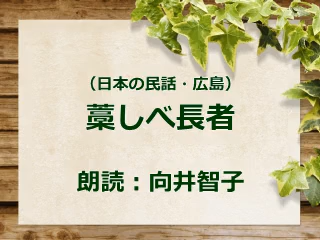 （日本の民話・広島）
藁しべ長者
朗読：向井智子